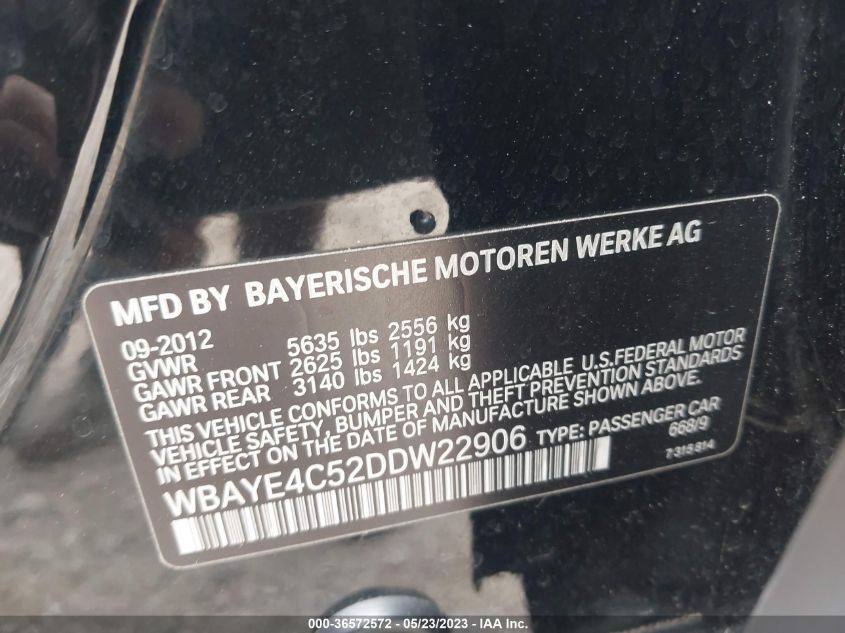 MFD BY BAYERISCHE MOTOREN WERKE AG
09-2012
GVWR 5635 lbs 2556 kg
GAWR FRONT 2625 lbs 1191 kg
GAWR REAR 3140 lbs 1424 kg
THIS VEHICLE CONFORMS TO ALL APPLICABLE U.S.FEDERAL MOTOR
VEHICLE SAFETY, BUMPER AND THEFT PREVENTION STANDARDS
IN EFFECT ON THE DATE OF MANUFACTURE SHOWN ABOVE.
WBAYE4C52DDW22906 TYPE: PASSENGER CAR
668/9
7 315 814
000-36572572 — 05/23/2023 - IAA Inc.